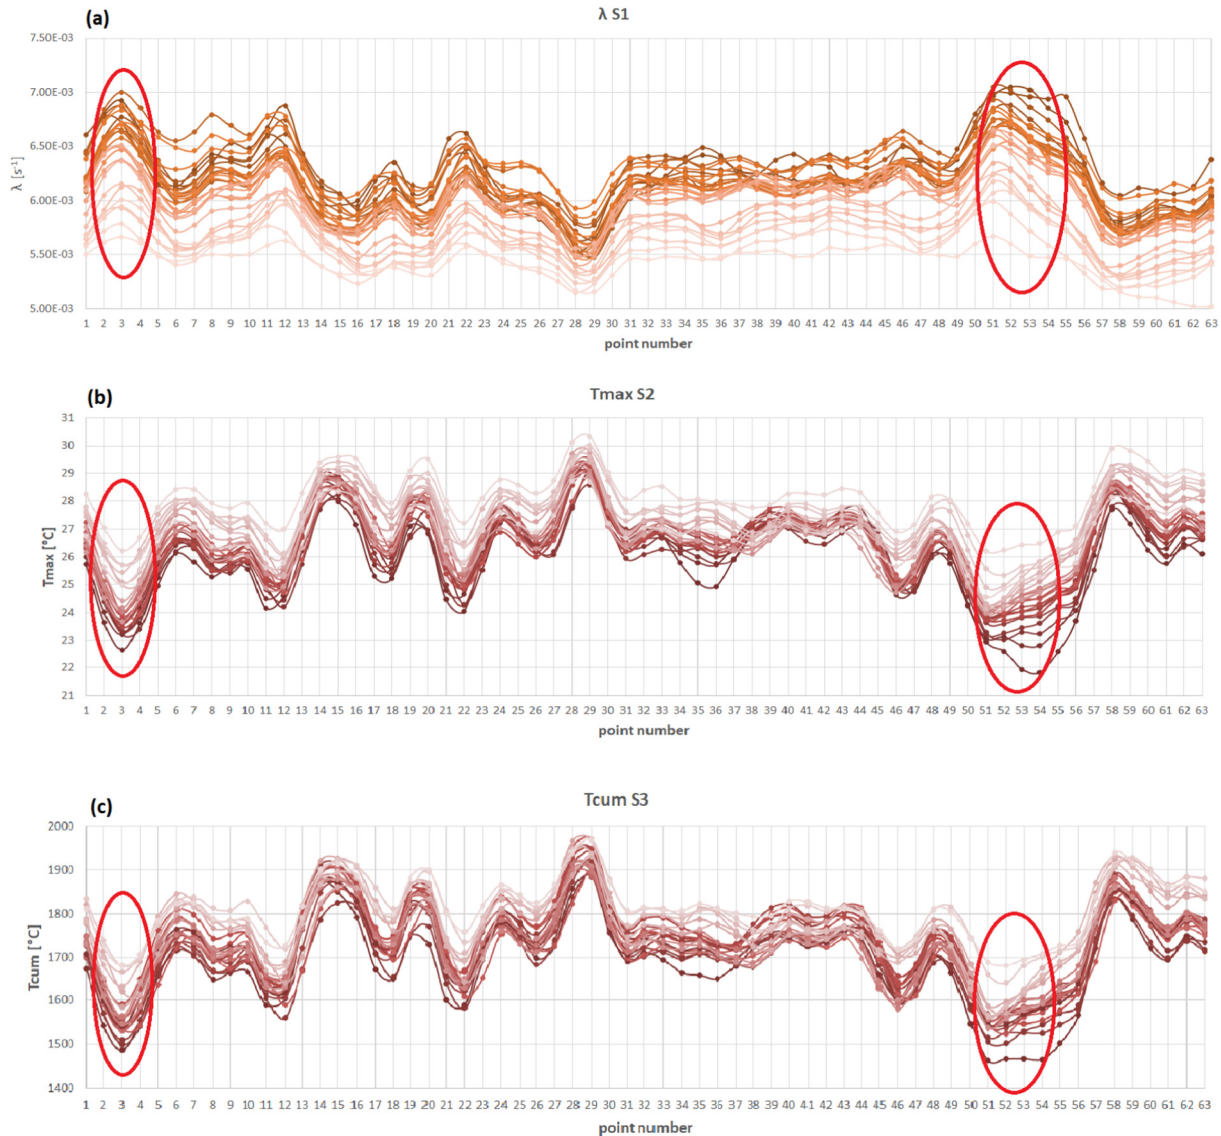 (a)
λ S1
7.50E-03
7.00E-03
6.50E-03
6.00E-03
5.50E-03
5.00E-03
λ [s⁻¹]
1 2 3 4 5 6 7 8 9 10 11 12 13 14 15 16 17 18 19 20 21 22 23 24 25 26 27 28 29 30 31 32 33 34 35 36 37 38 39 40 41 42 43 44 45 46 47 48 49 50 51 52 53 54 55 56 57 58 59 60 61 62 63
point number
(b)
Tmax S2
31
30
29
28
27
26
25
24
23
22
21
Tmax [°C]
1 2 3 4 5 6 7 8 9 10 11 12 13 14 15 16 17 18 19 20 21 22 23 24 25 26 27 28 29 30 31 32 33 34 35 36 37 38 39 40 41 42 43 44 45 46 47 48 49 50 51 52 53 54 55 56 57 58 59 60 61 62 63
point number
(c)
Tcum S3
2000
1900
1800
1700
1600
1500
1400
Tcum [°C]
1 2 3 4 5 6 7 8 9 10 11 12 13 14 15 16 17 18 19 20 21 22 23 24 25 26 27 28 29 30 31 32 33 34 35 36 37 38 39 40 41 42 43 44 45 46 47 48 49 50 51 52 53 54 55 56 57 58 59 60 61 62 63
point number